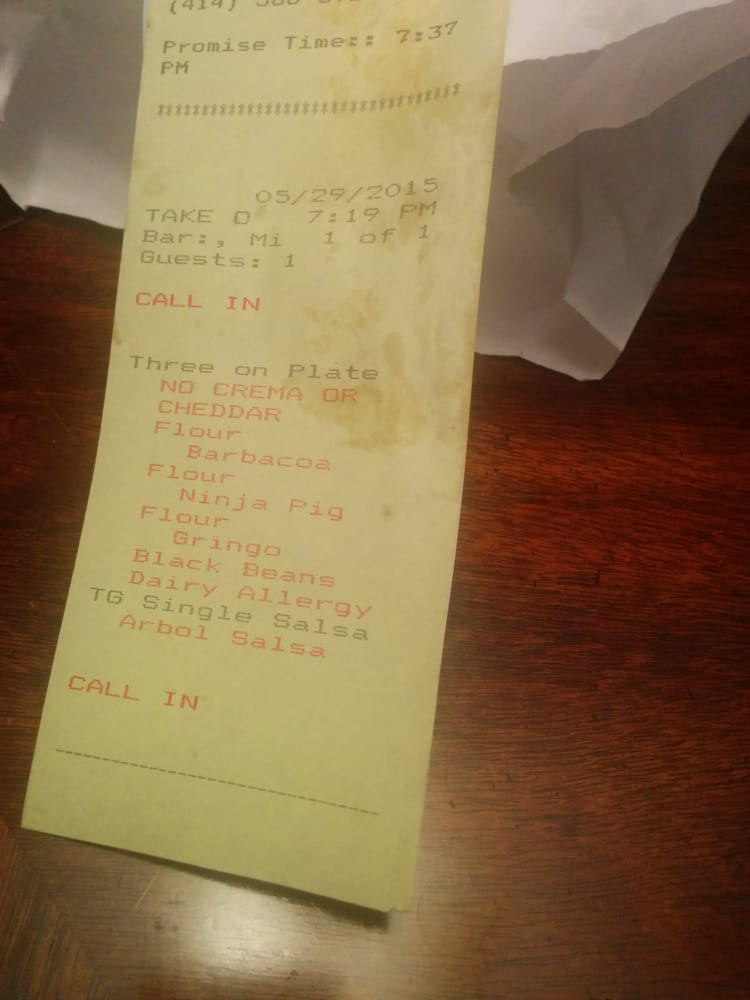 (414)
Promise Time:: 7:37
PM
*********************************
05/29/2015
TAKE O 7:19 PM
Bar:, Mi 1 of 1
Guests: 1
CALL IN
Three on Plate
NO CREMA OR
CHEDDAR
Flour
Barbacoa
Flour
Ninja Pig
Flour
Gringo
Black Beans
Dairy Allergy
TG Single Salsa
Arbol Salsa
CALL IN